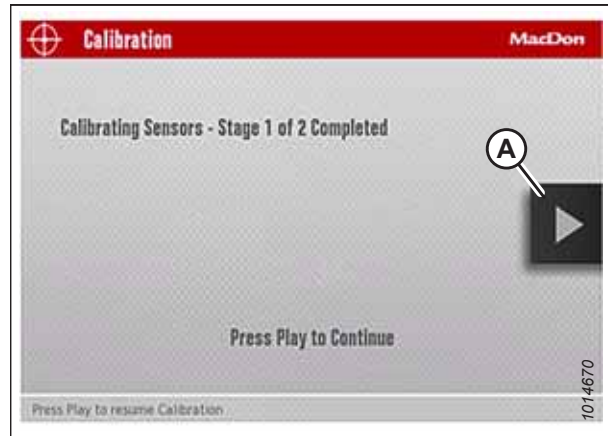 Calibration
MacDon
Calibrating Sensors - Stage 1 of 2 Completed
A
Press Play to Continue
Press Play to resume Calibration
1014670